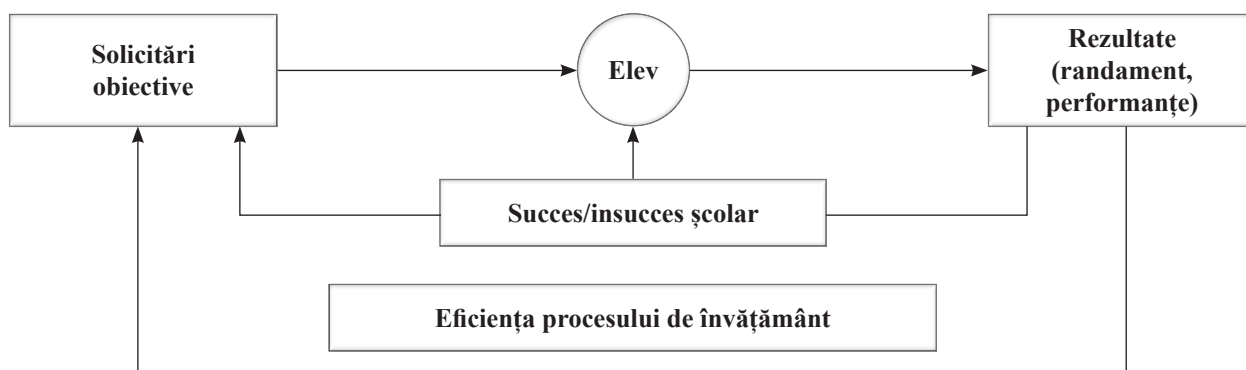 Solicitări
obiective
Elev
Rezultate
(randament,
performanțe)
Succes/insucces școlar
Eficiența procesului de învățământ